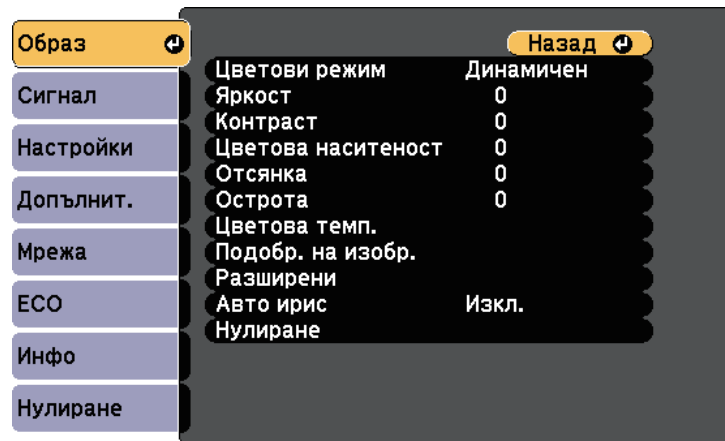 Образ
Сигнал
Настройки
Допълнит.
Мрежа
ECO
Инфо
Нулиране
Назад
Цветови режим Динамичен
Яркост 0
Контраст 0
Цветова наситеност 0
Отсянка 0
Острота 0
Цветова темп.
Подобр. на изобр.
Разширени
Авто ирис Изкл.
Нулиране